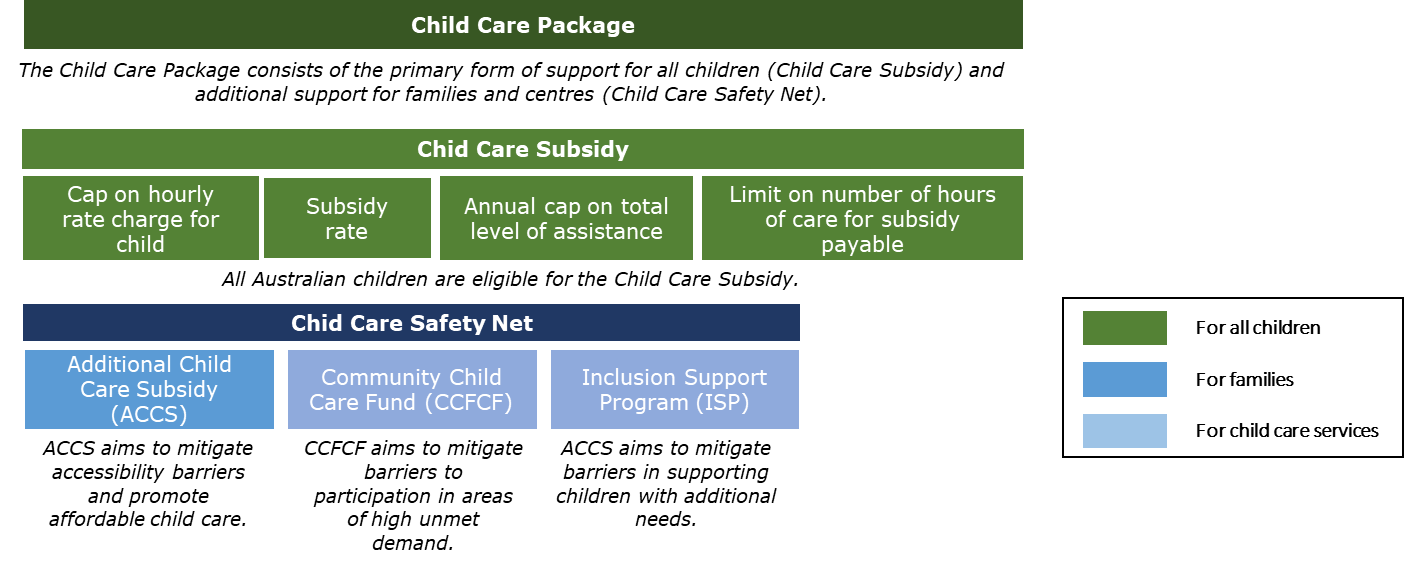 Child Care Package
The Child Care Package consists of the primary form of support for all children (Child Care Subsidy) and
additional support for families and centres (Child Care Safety Net).
Chid Care Subsidy
Cap on hourly
rate charge for
child
Subsidy
rate
Annual cap on total
level of assistance
Limit on number of hours
of care for subsidy
payable
All Australian children are eligible for the Child Care Subsidy.
Chid Care Safety Net
Additional Child
Care Subsidy
(ACCS)
Community Child
Care Fund (CCFCF)
Inclusion Support
Program (ISP)
ACCS aims to mitigate
accessibility barriers
and promote
affordable child care.
CCFCF aims to mitigate
barriers to
participation in areas
of high unmet
demand.
ACCS aims to mitigate
barriers in supporting
children with additional
needs.
For all children
For families
For child care services